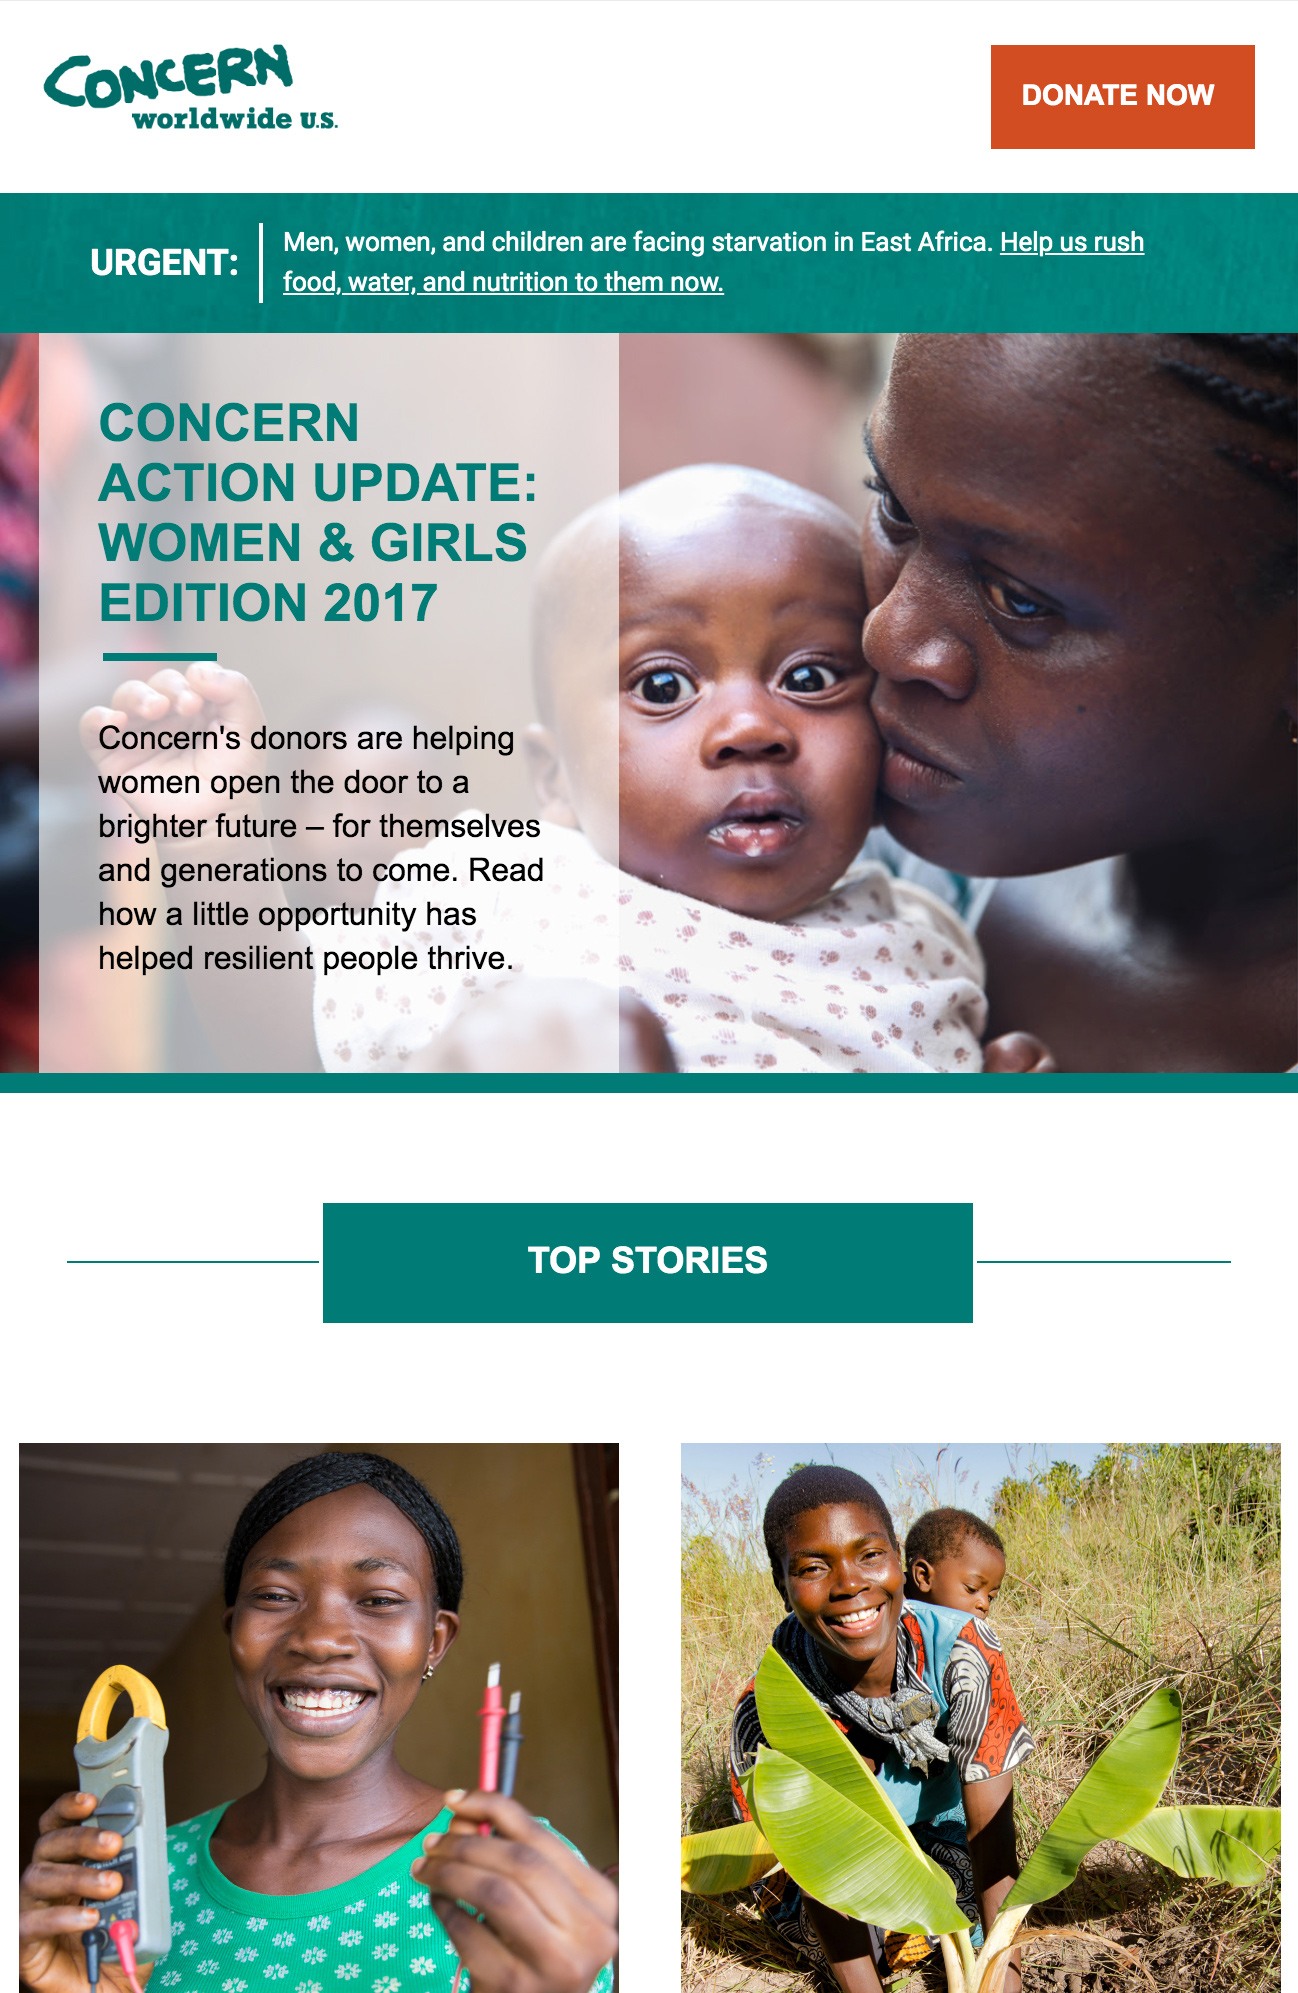 CONCERN
worldwide U.S.
DONATE NOW
URGENT:
Men, women, and children are facing starvation in East Africa. Help us rush
food, water, and nutrition to them now.
CONCERN
ACTION UPDATE:
WOMEN & GIRLS
EDITION 2017
Concern's donors are helping
women open the door to a
brighter future – for themselves
and generations to come. Read
how a little opportunity has
helped resilient people thrive.
TOP STORIES